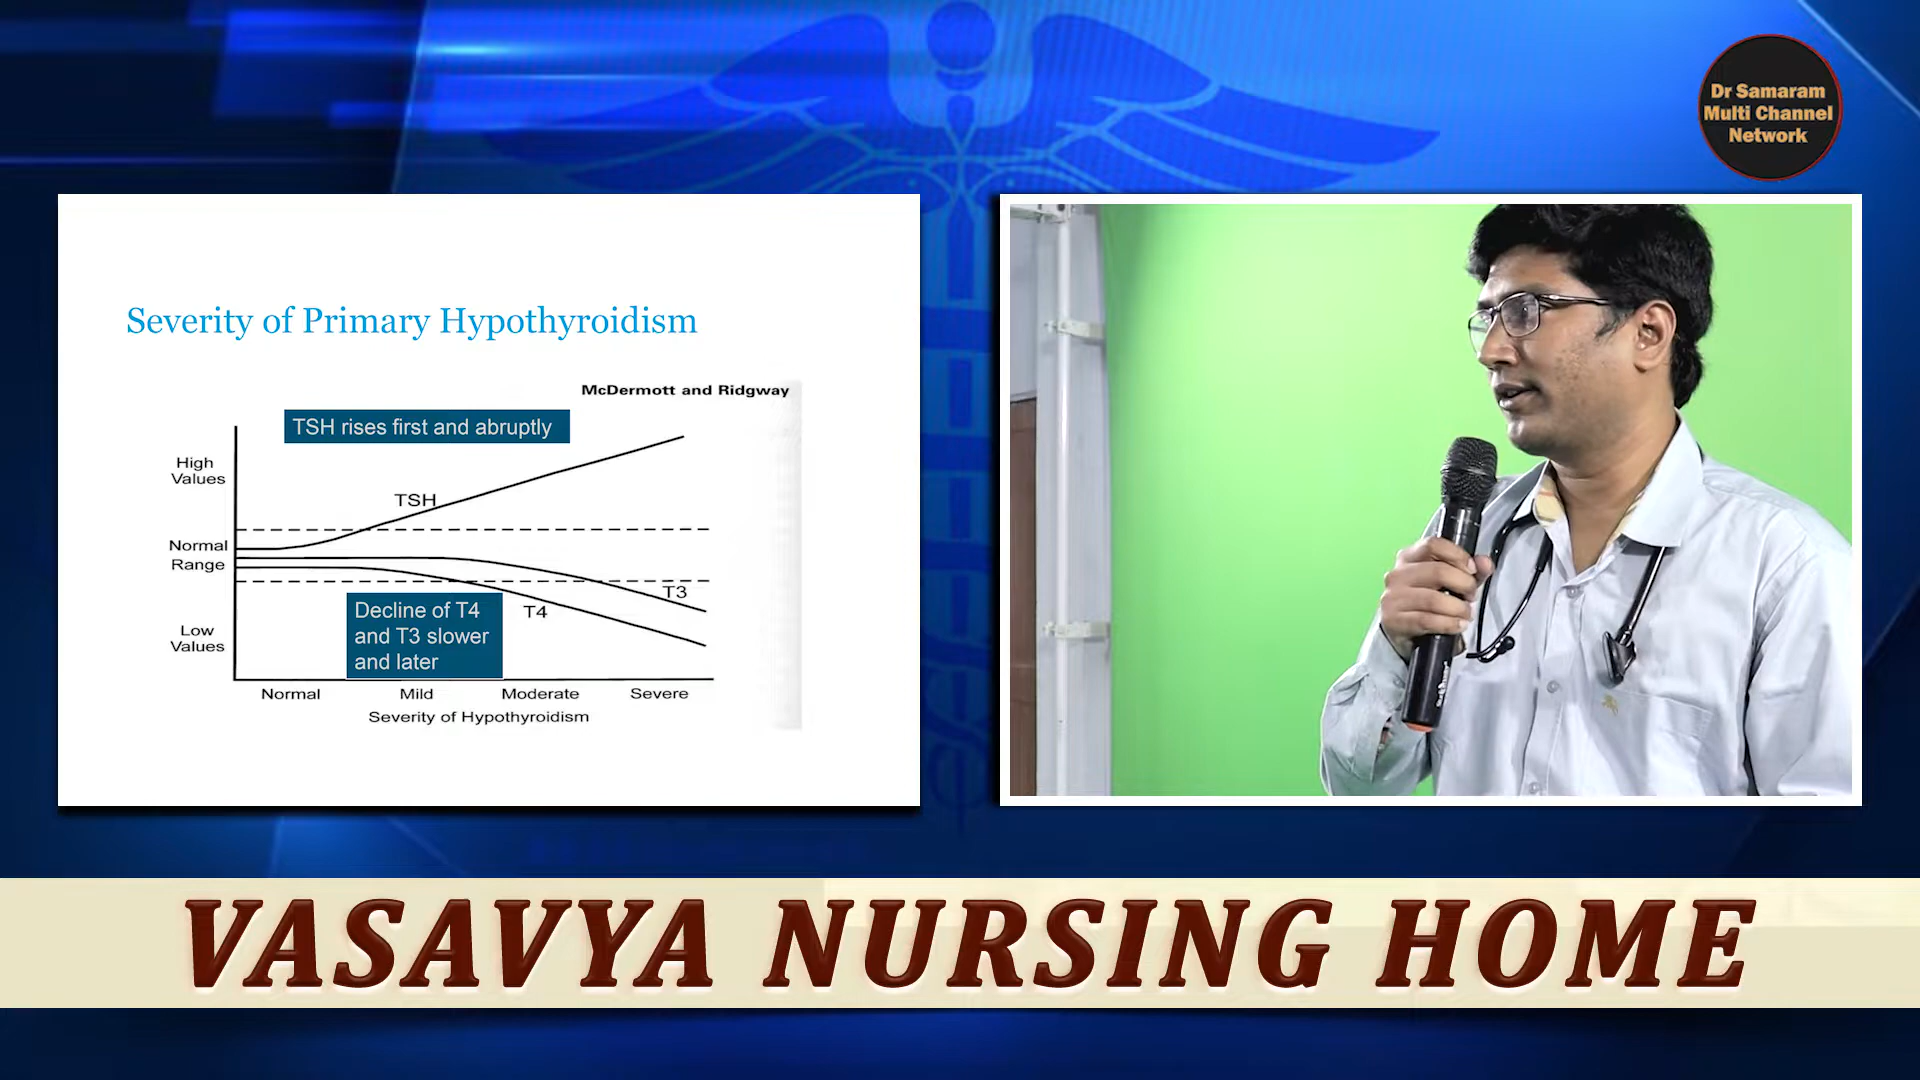 Dr Samaram
Multi Channel
Network
Severity of Primary Hypothyroidism
McDermott and Ridgway
TSH rises first and abruptly
High
Values
TSH
Normal
Range
T3
T4
Decline of T4
and T3 slower
and later
Low
Values
Normal Mild Moderate Severe
Severity of Hypothyroidism
VASAVYA NURSING HOME